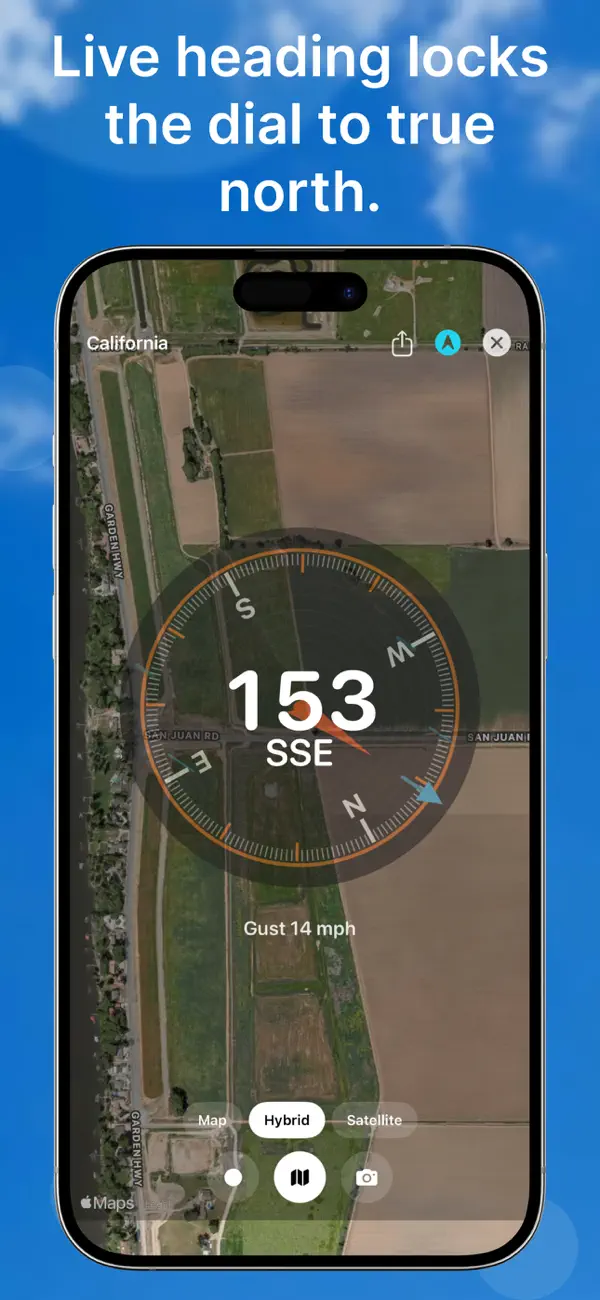 Live heading locks
the dial to true
north.
California
GARDEN HWY
S
W
153
SSE
SAN JUAN RD
SAN JUAN
E
N
Gust 14 mph
Map
Hybrid
Satellite
GARDEN HWY
Maps